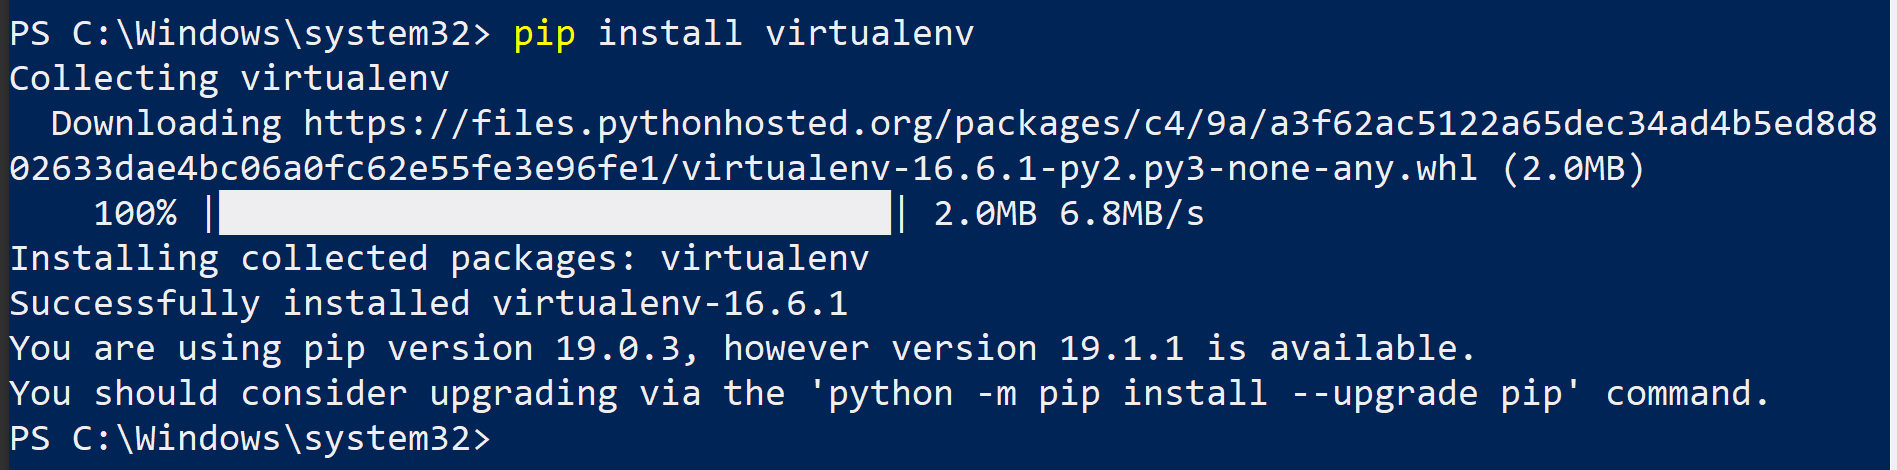 PS C:\Windows\system32> pip install virtualenv
Collecting virtualenv
  Downloading https://files.pythonhosted.org/packages/c4/9a/a3f62ac5122a65dec34ad4b5ed8d8
02633dae4bc06a0fc62e55fe3e96fe1/virtualenv-16.6.1-py2.py3-none-any.whl (2.0MB)
    100% |████████████████████████████████| 2.0MB 6.8MB/s
Installing collected packages: virtualenv
Successfully installed virtualenv-16.6.1
You are using pip version 19.0.3, however version 19.1.1 is available.
You should consider upgrading via the 'python -m pip install --upgrade pip' command.
PS C:\Windows\system32>